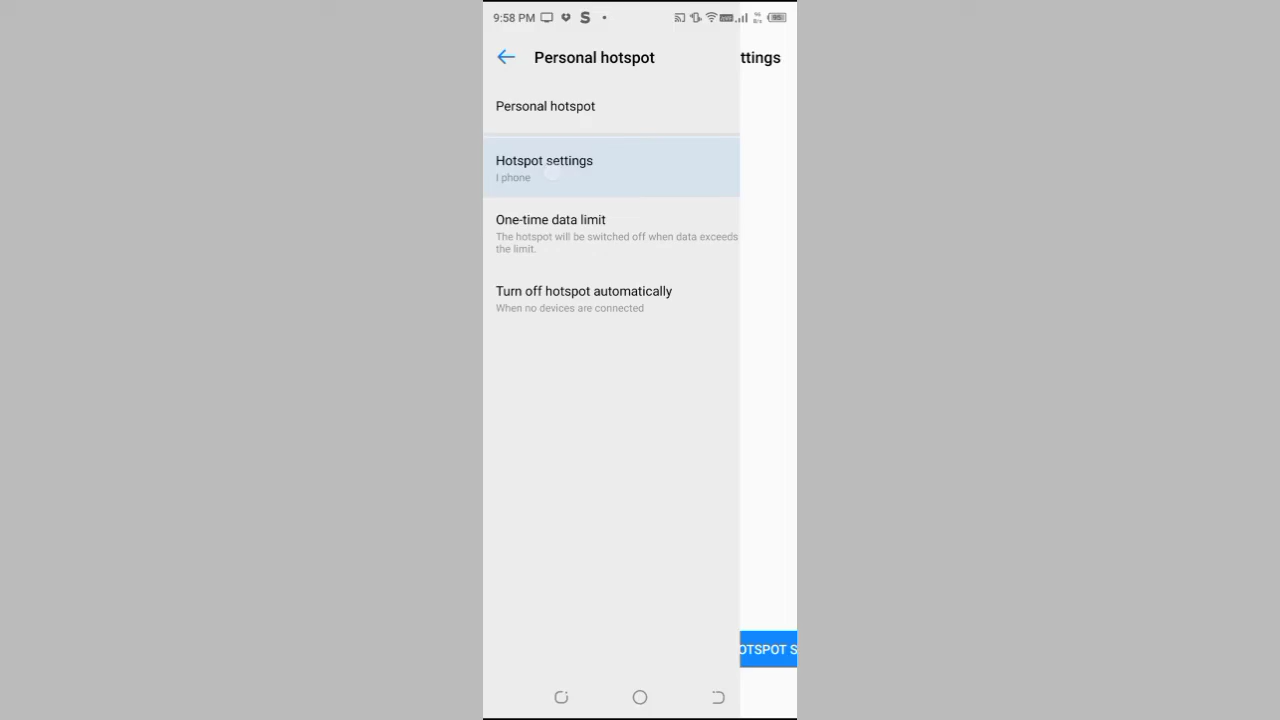 9:58 PM S
Personal hotspot
ttings
Personal hotspot
Hotspot settings
I phone
One-time data limit
The hotspot will be switched off when data exceeds
the limit.
Turn off hotspot automatically
When no devices are connected
OTSPOT S